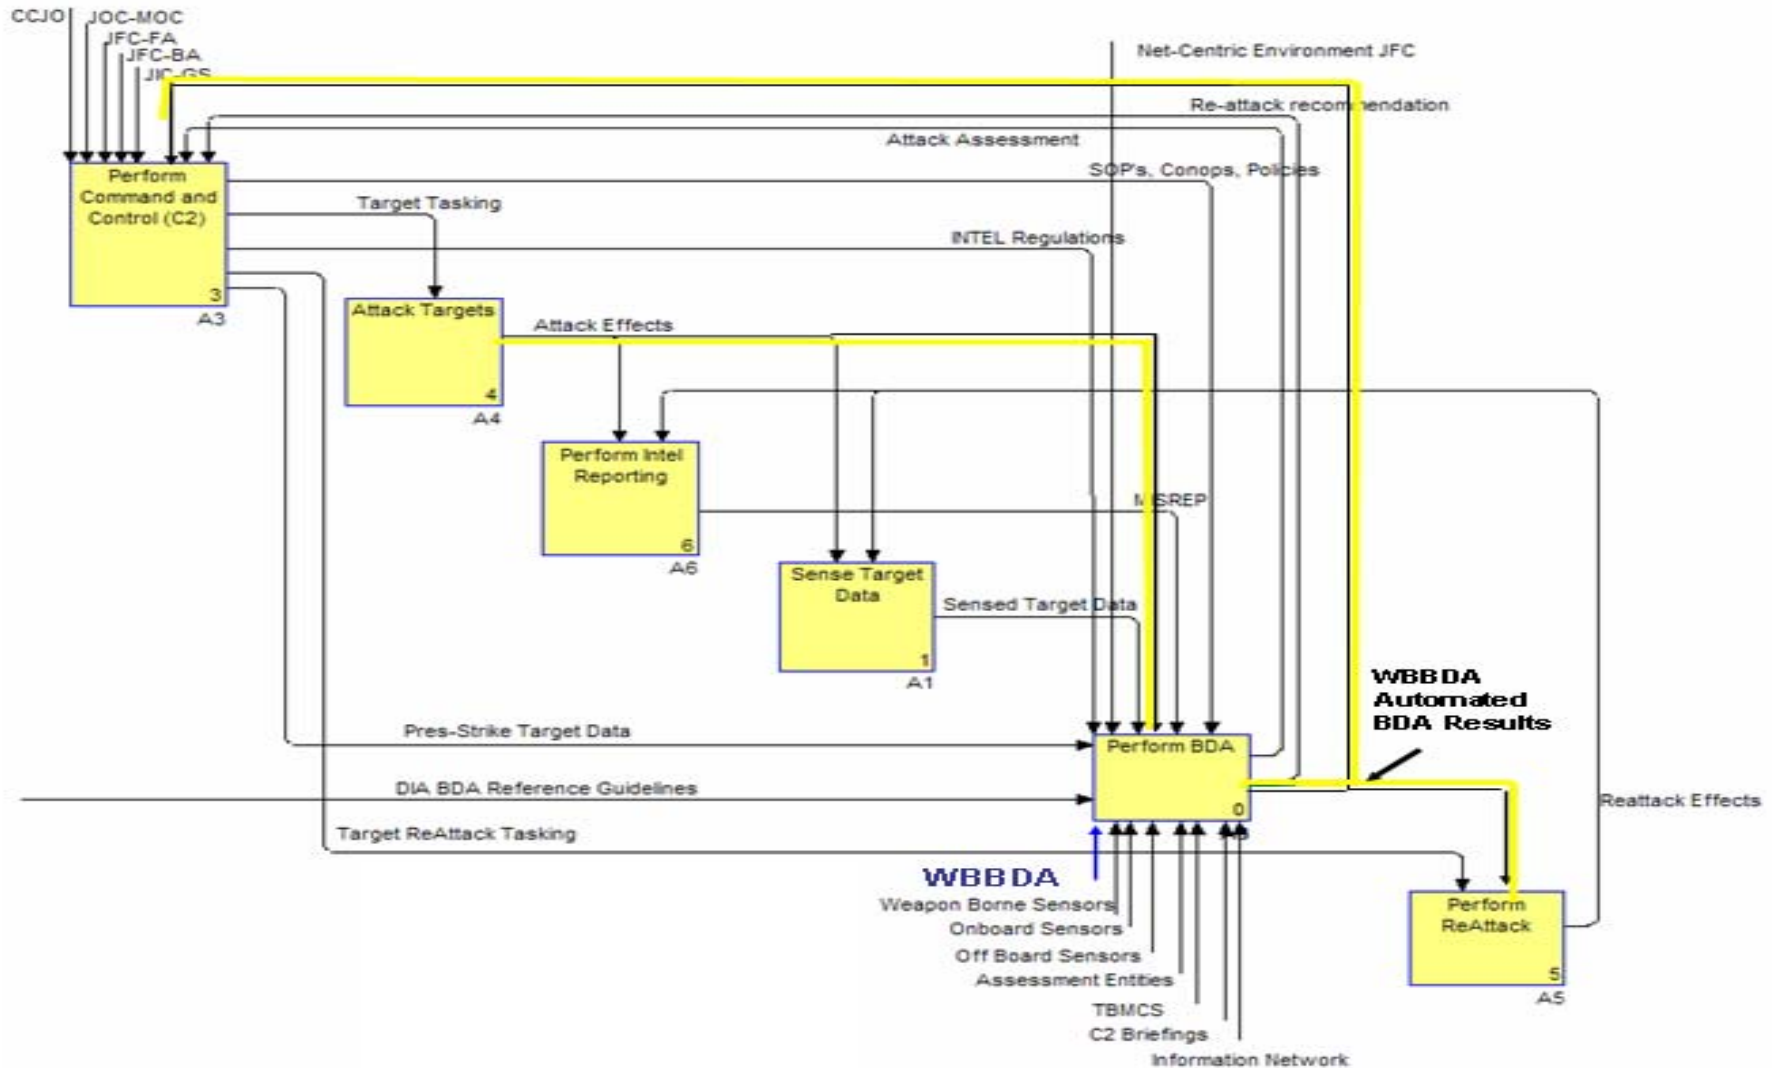 CCJO
JOC-MOC
JFC-FA
JFC-BA
JIC-GS
Net-Centric Environment JFC
Re-attack recommendation
Attack Assessment
SOP's, Conops, Policies
Perform
Command and
Control (C2)
3
A3
Target Tasking
INTEL Regulations
Attack Targets
4
A4
Attack Effects
Perform Intel
Reporting
6
A6
MISREP
Sense Target
Data
1
A1
Sensed Target Data
WBBDA
Automated
BDA Results
Pres-Strike Target Data
Perform BDA
0
DIA BDA Reference Guidelines
Reattack Effects
Target ReAttack Tasking
WBBDA
Weapon Borne Sensors
Onboard Sensors
Off Board Sensors
Assessment Entities
TBMCS
C2 Briefings
Information Network
Perform
ReAttack
5
A5